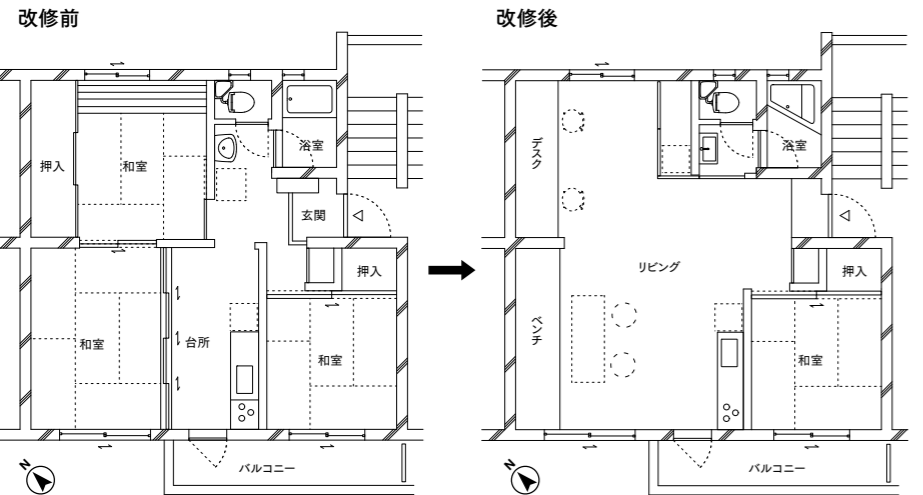 改修前
押入
和室
浴室
玄関
押入
和室
台所
和室
バルコニー
N
改修後
デスク
浴室
リビング
押入
ベンチ
和室
バルコニー
N